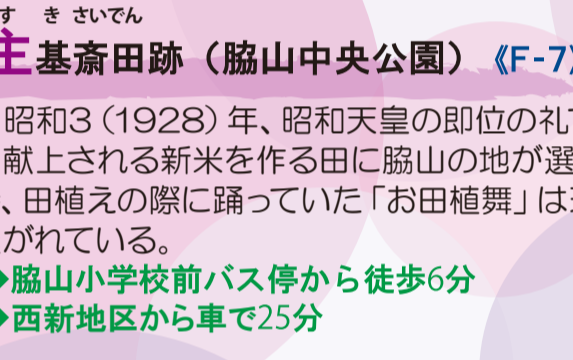 す き さいでん
主基斎田跡（脇山中央公園）《F-7》
昭和3（1928）年、昭和天皇の即位の礼で
献上される新米を作る田に脇山の地が選
、田植えの際に踊っていた「お田植舞」は
がれている。
◆脇山小学校前バス停から徒歩6分
◆西新地区から車で25分